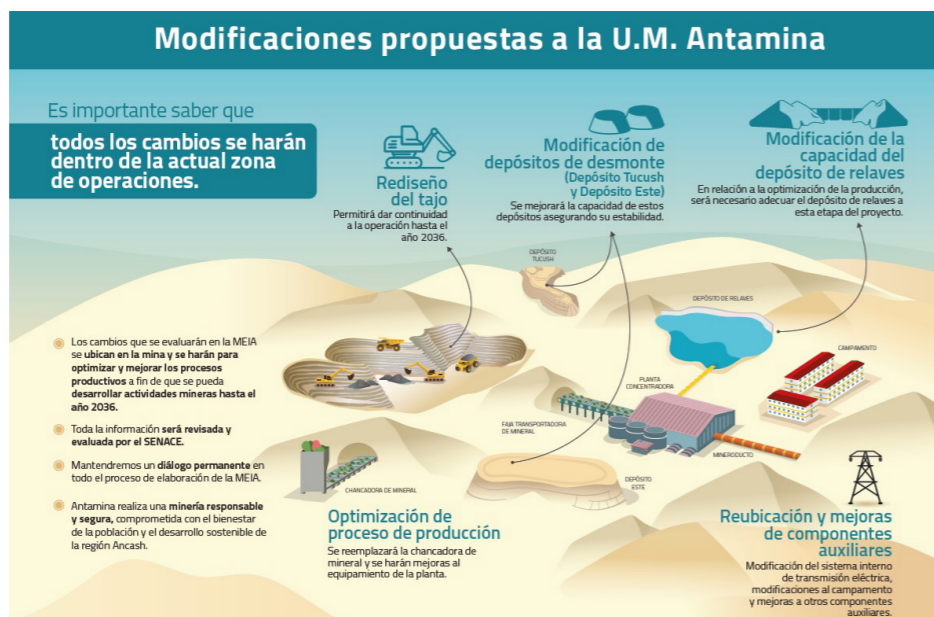 Modificaciones propuestas a la U.M. Antamina
Es importante saber que
todos los cambios se harán
dentro de la actual zona
de operaciones.
Rediseño
del tajo
Permitirá dar continuidad
a la operación hasta el
año 2036.
Modificación de
depósitos de desmonte
(Depósito Tucush
y Depósito Este)
Se mejorará la capacidad de estos
depósitos asegurando su estabilidad.
Modificación de la
capacidad del
depósito de relaves
En relación a la optimización de la producción,
será necesario adecuar el depósito de relaves a
esta etapa del proyecto.
DEPÓSITO
TUCUSH
DEPÓSITO DE RELAVES
CAMPAMENTO
PLANTA
CONCENTRADORA
FAJA TRANSPORTADORA
DE MINERAL
MINERODUCTO
DEPÓSITO
ESTE
CHANCADORA DE MINERAL
Los cambios que se evaluarán en la MEIA
se ubican en la mina y se harán para
optimizar y mejorar los procesos
productivos a fin de que se pueda
desarrollar actividades mineras hasta el
año 2036.
Toda la información será revisada y
evaluada por el SENACE.
Mantendremos un diálogo permanente en
todo el proceso de elaboración de la MEIA.
Antamina realiza una minería responsable
y segura, comprometida con el bienestar
de la población y el desarrollo sostenible de
la región Ancash.
Optimización de
proceso de producción
Se reemplazará la chancadora de
mineral y se harán mejoras al
equipamiento de la planta.
Reubicación y mejoras
de componentes
auxiliares
Modificación del sistema interno
de transmisión eléctrica,
modificaciones al campamento
y mejoras a otros componentes
auxiliares.